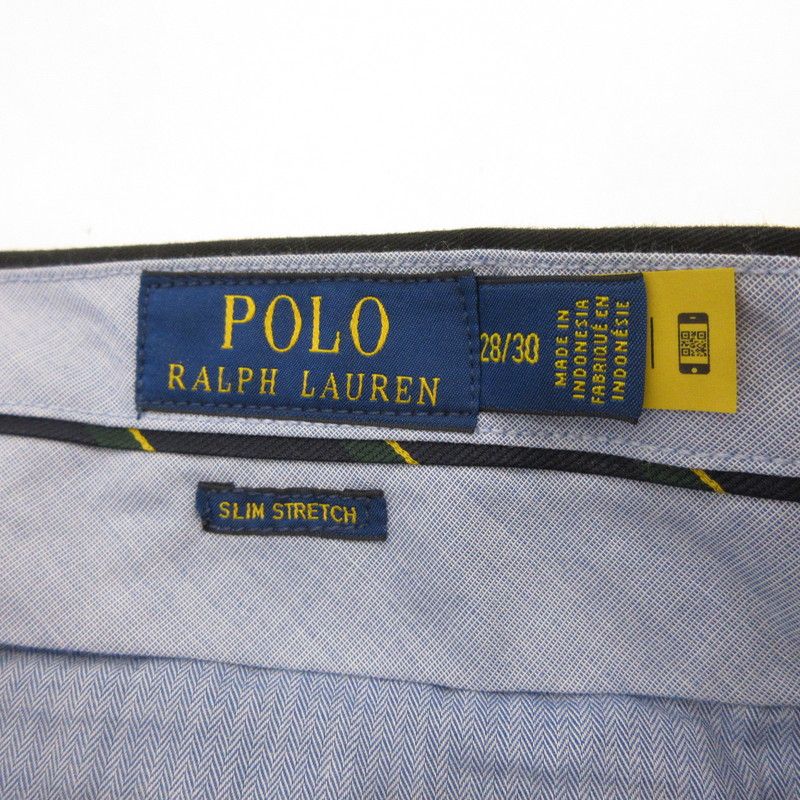 POLO
RALPH LAUREN
28/30
MADE IN
INDONESIA
FABRIQUÉ EN
INDONÉSIE
SLIM STRETCH